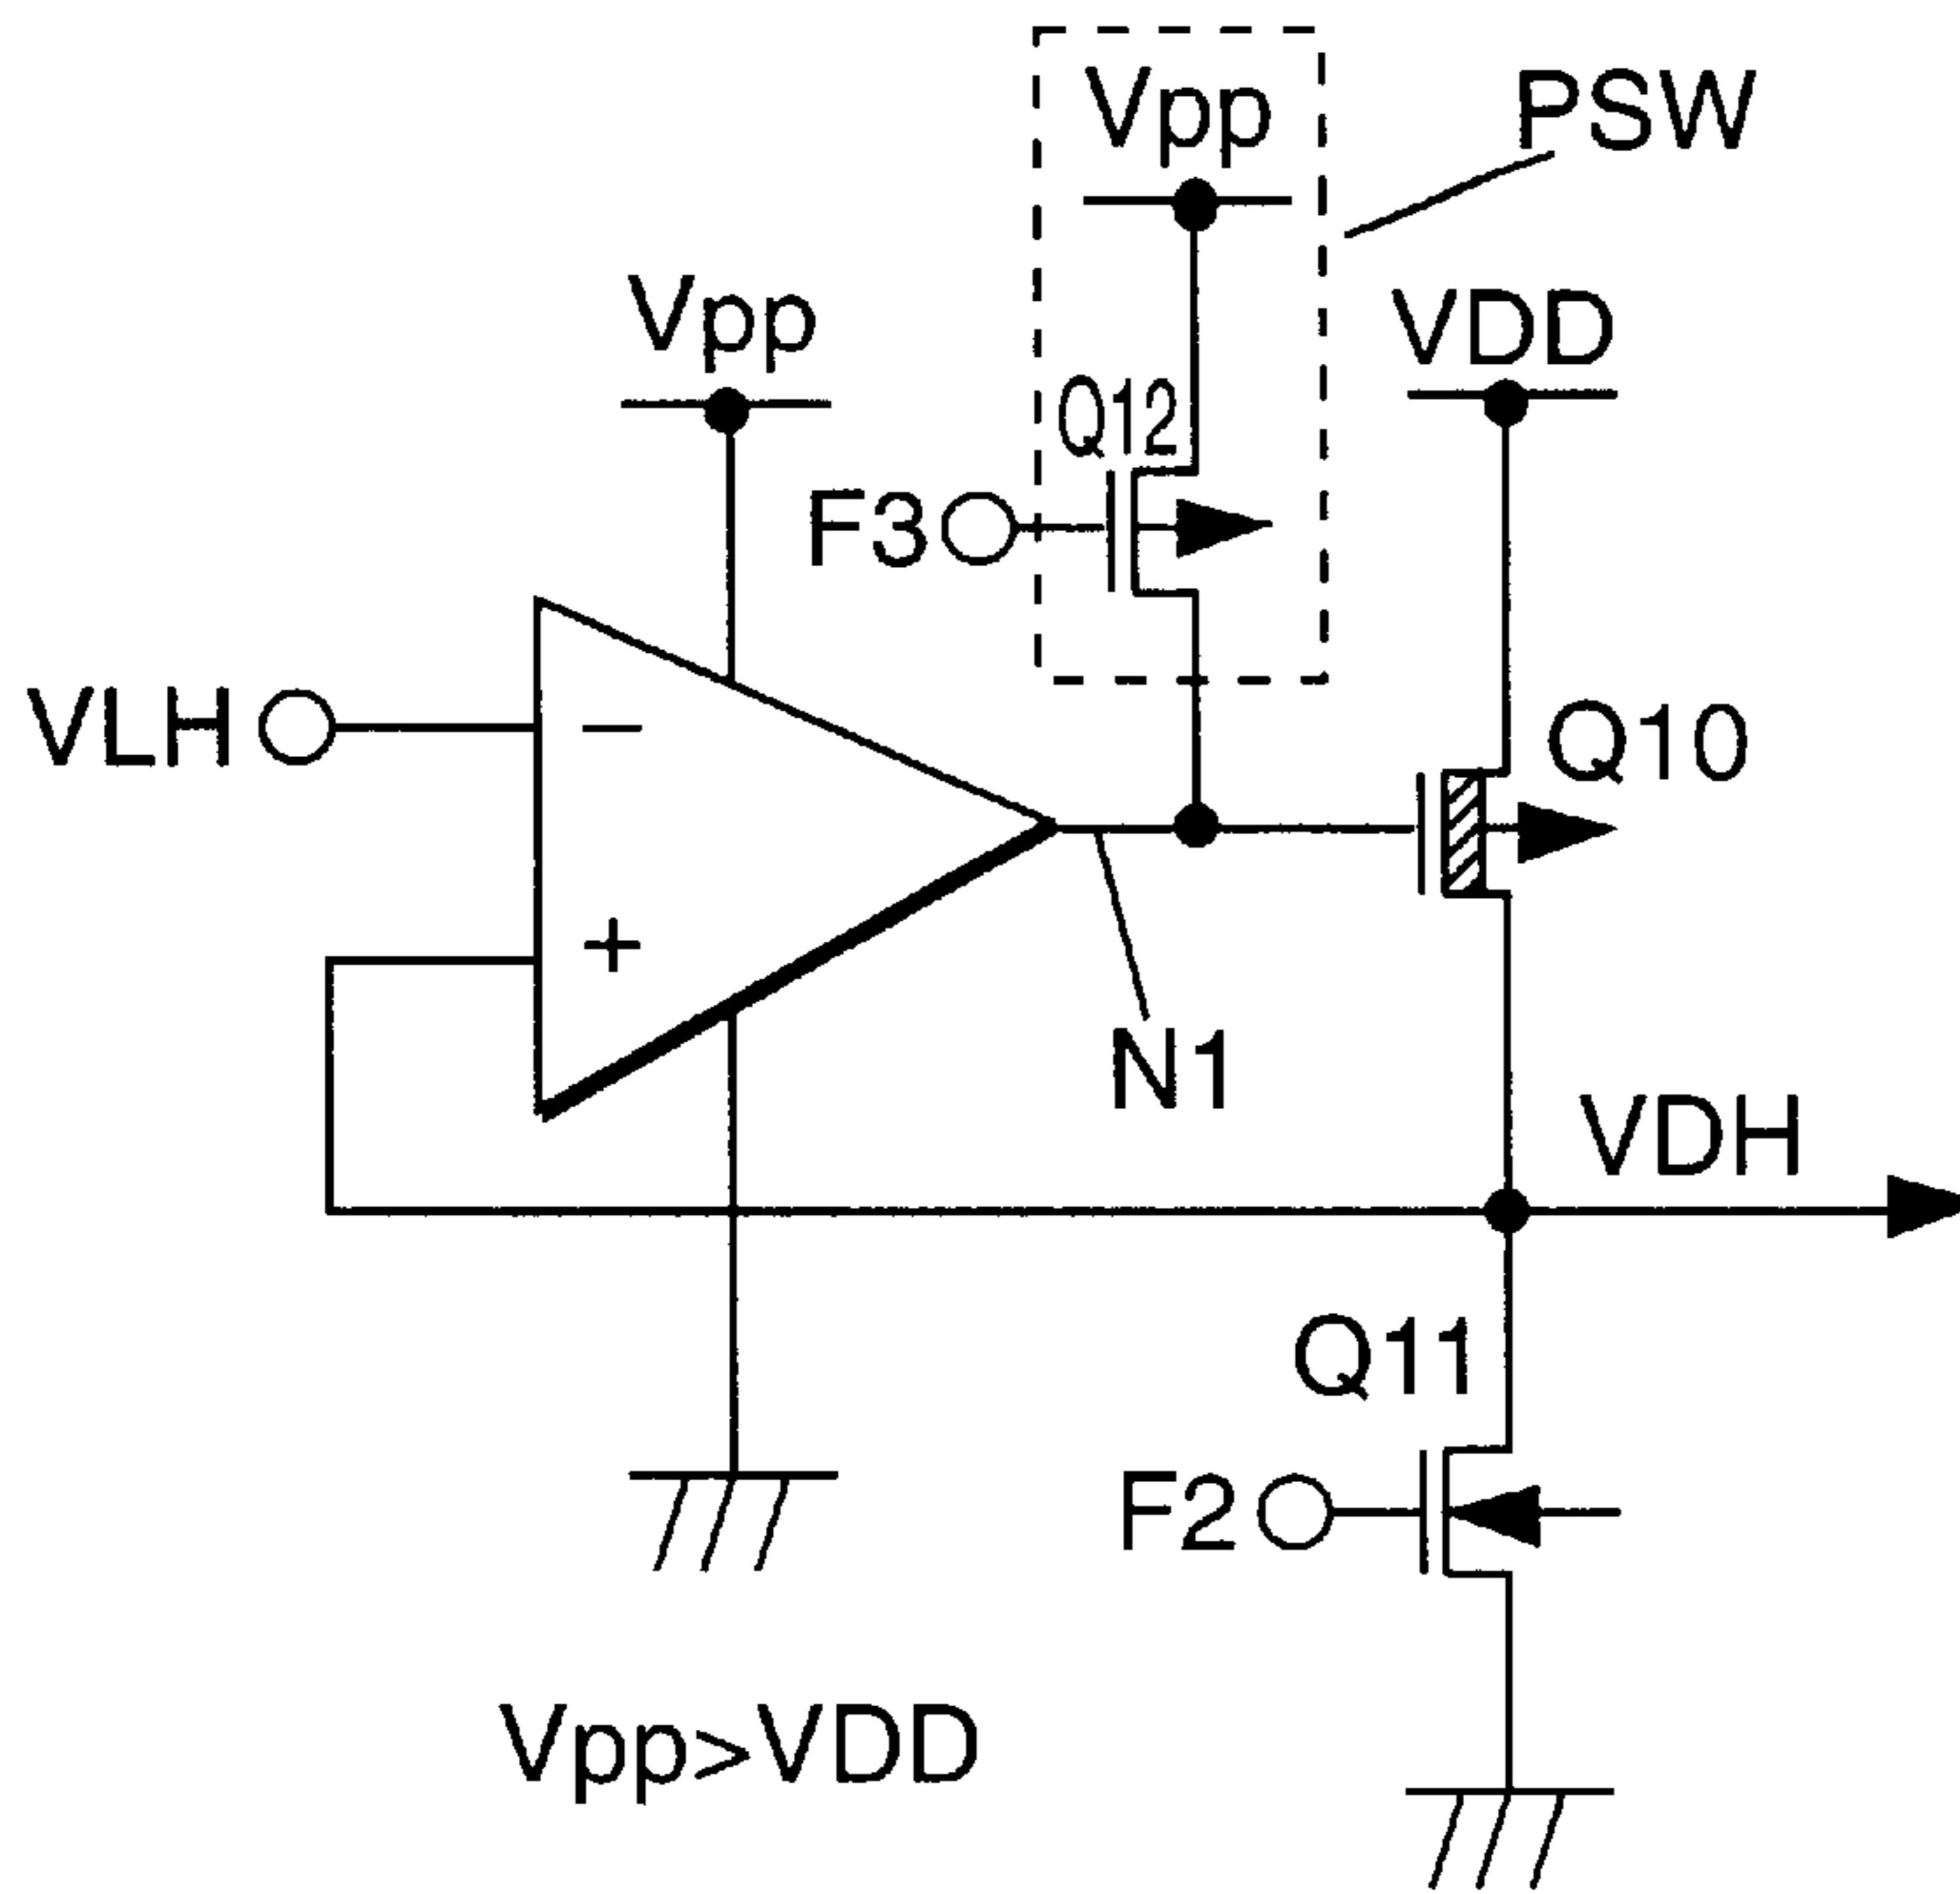 Vpp
PSW
Vpp
VDD
Q12
F3
VLH
−
Q10
+
N1
VDH
Q11
F2
Vpp>VDD